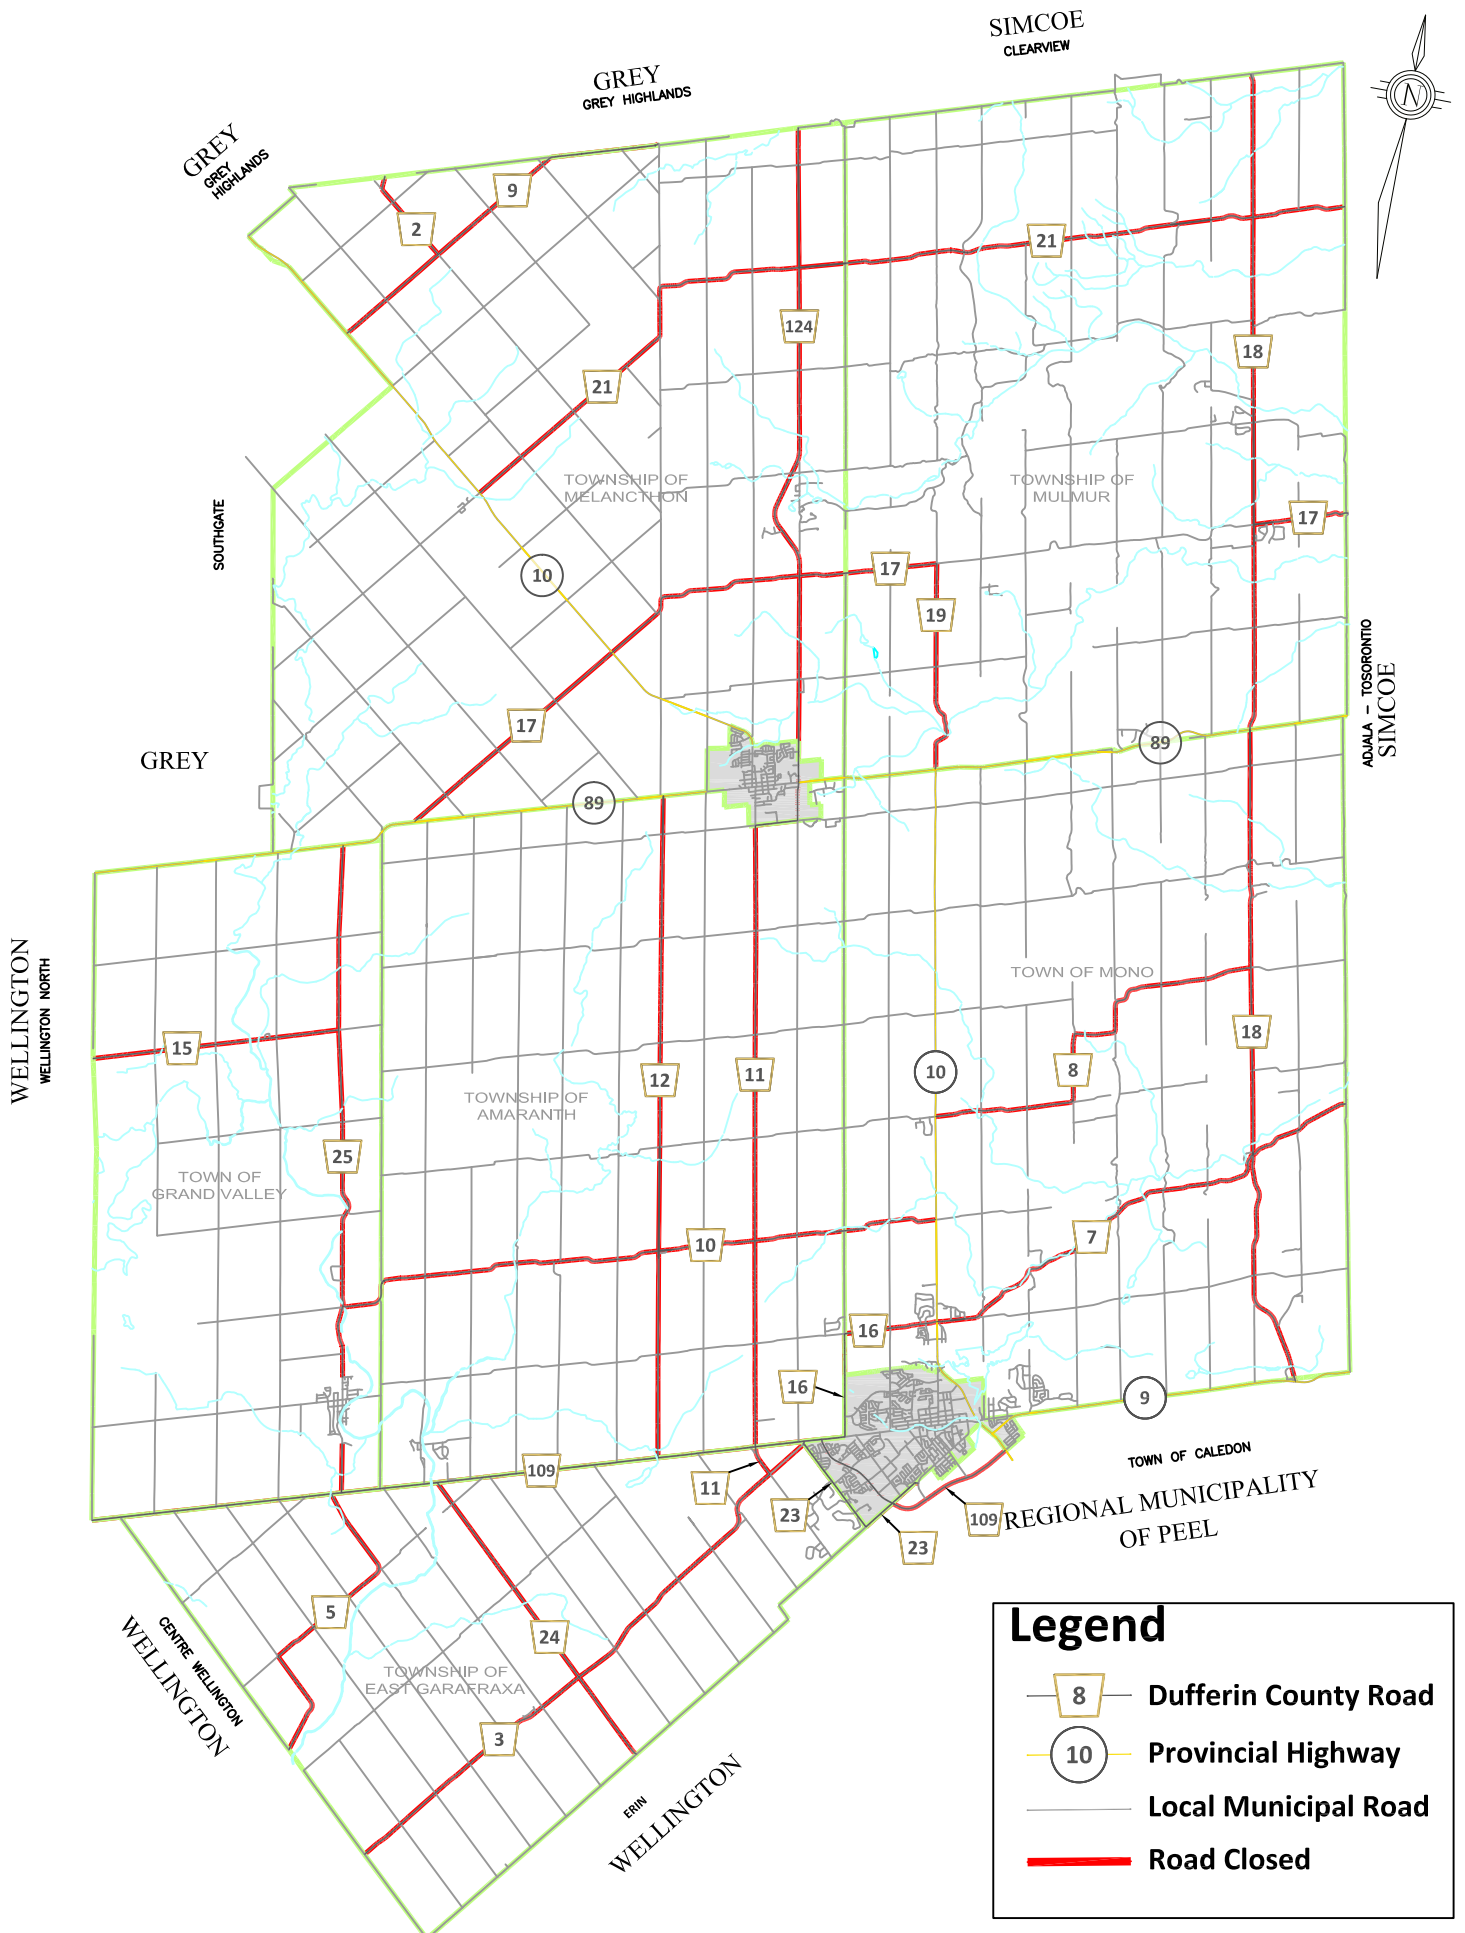 SIMCOE
CLEARVIEW
GREY
GREY HIGHLANDS
GREY
GREY
HIGHLANDS
N
9
2
21
124
18
21
TOWNSHIP OF
MELANCTHON
TOWNSHIP OF
MULMUR
SOUTHGATE
17
10
17
19
ADJALA - TOSORONTIO
SIMCOE
17
GREY
89
89
WELLINGTON
WELLINGTON NORTH
TOWN OF MONO
15
18
12
11
10
8
TOWNSHIP OF
AMARANTH
25
TOWN OF
GRAND VALLEY
10
7
16
16
9
TOWN OF CALEDON
REGIONAL MUNICIPALITY
OF PEEL
109
11
23
109
23
5
24
CENTRE WELLINGTON
WELLINGTON
TOWNSHIP OF
EAST GARAFRAXA
3
ERIN
WELLINGTON
Legend
8 Dufferin County Road
10 Provincial Highway
Local Municipal Road
Road Closed